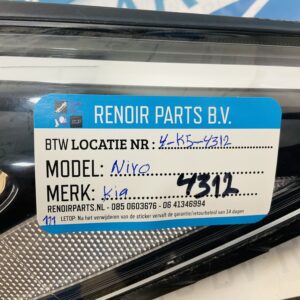 RENOIR PARTS B.V.
BTW LOCATIE NR: 4-K5-4312
MODEL: Niro
MERK: Kia 4312
RENOIRPARTS.NL - 085 0603676 - 06 41346994
LETOP: Na het verwijderen van de sticker vervalt de garantie/retourbeleid van 14 dagen